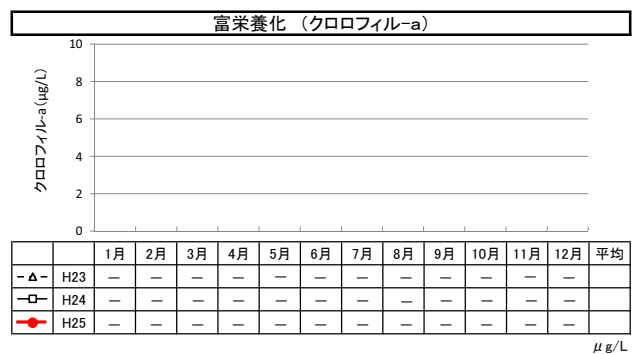 富栄養化 (クロロフィル-a)
クロロフィル-a(μg/L)
10
8
6
4
2
0
1月 2月 3月 4月 5月 6月 7月 8月 9月 10月 11月 12月 平均
H23 — — — — — — — — — — — —
H24 — — — — — — — — — — — —
H25 — — — — — — — — — — — —
μg/L